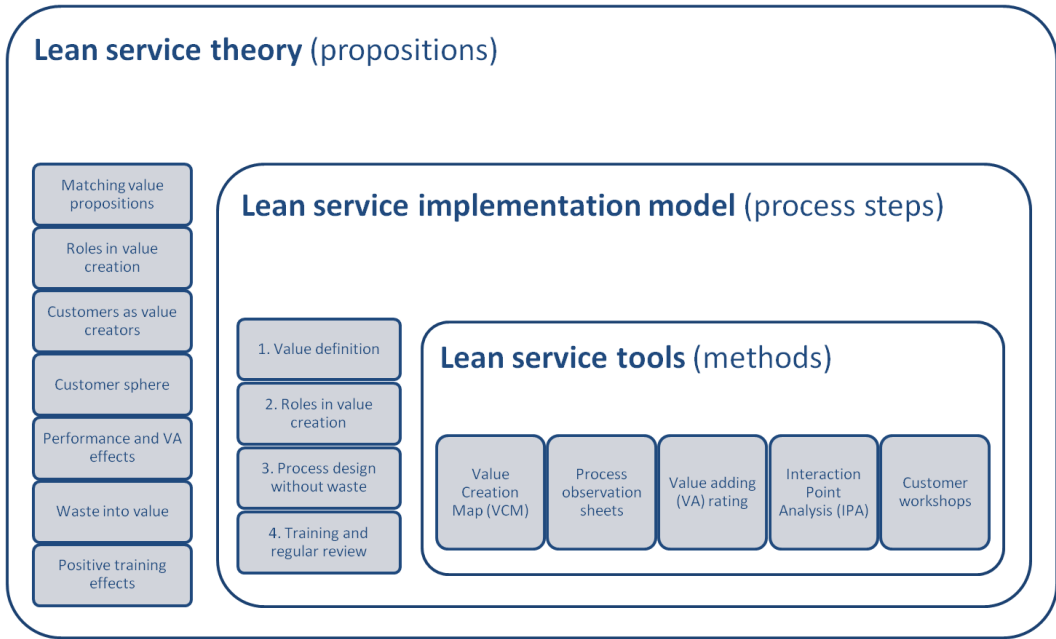 Lean service theory (propositions)
Matching value
propositions
Roles in value
creation
Customers as value
creators
Customer sphere
Performance and VA
effects
Waste into value
Positive training
effects
Lean service implementation model (process steps)
1. Value definition
2. Roles in value
creation
3. Process design
without waste
4. Training and
regular review
Lean service tools (methods)
Value
Creation
Map (VCM)
Process
observation
sheets
Value adding
(VA) rating
Interaction
Point
Analysis (IPA)
Customer
workshops